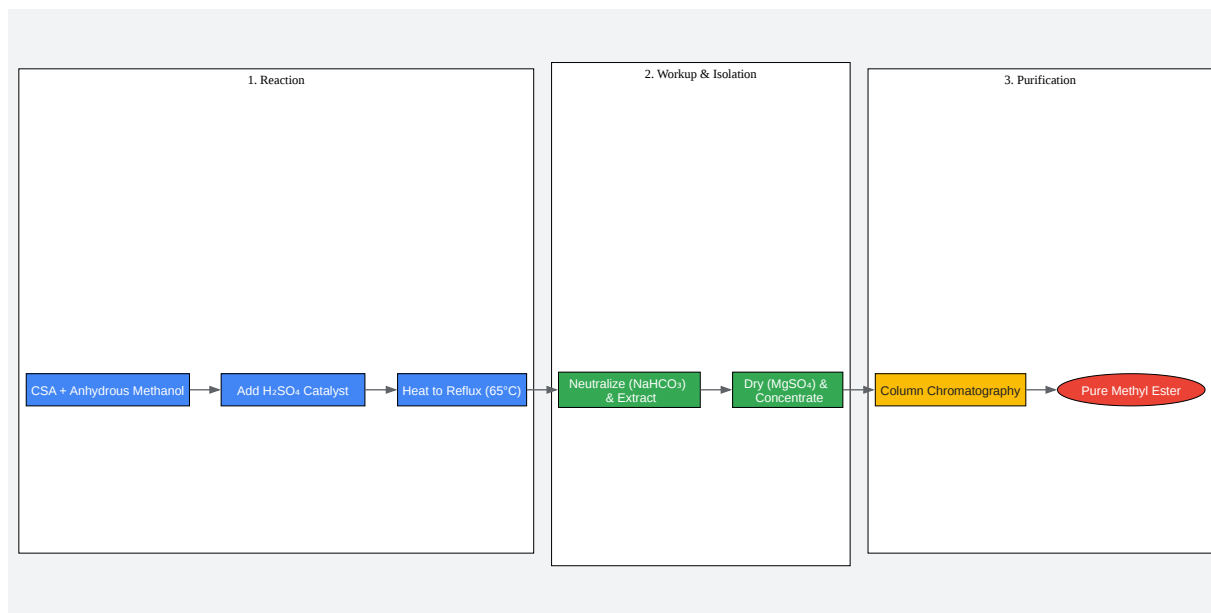 1. Reaction
CSA + Anhydrous Methanol
Add H₂SO₄ Catalyst
Heat to Reflux (65°C)
2. Workup & Isolation
Neutralize (NaHCO₃)
& Extract
Dry (MgSO₄) &
Concentrate
3. Purification
Column Chromatography
Pure Methyl Ester